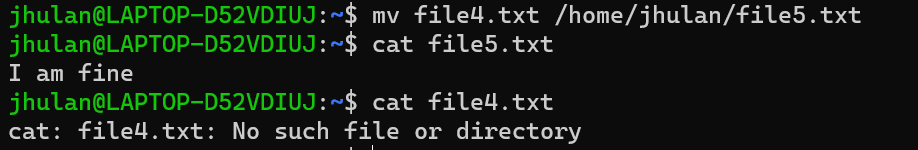 jhulan@LAPTOP-D52VDIUJ:~$ mv file4.txt /home/jhulan/file5.txt
jhulan@LAPTOP-D52VDIUJ:~$ cat file5.txt
I am fine
jhulan@LAPTOP-D52VDIUJ:~$ cat file4.txt
cat: file4.txt: No such file or directory